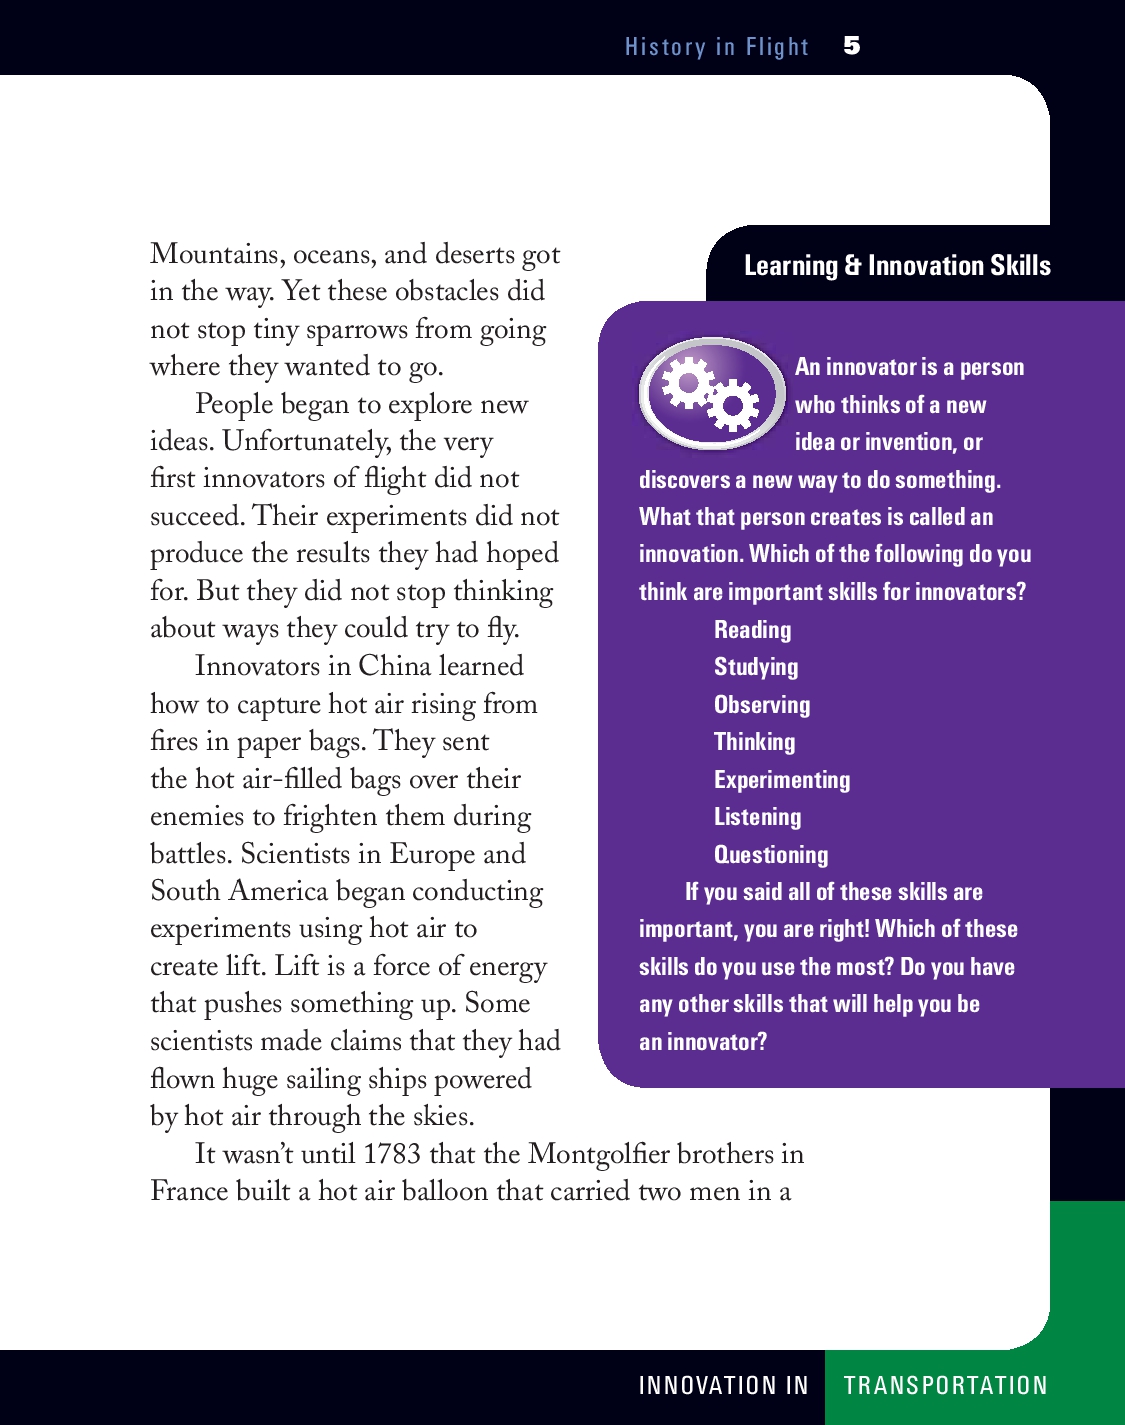 History in Flight 5
Mountains, oceans, and deserts got
in the way. Yet these obstacles did
not stop tiny sparrows from going
where they wanted to go.
People began to explore new
ideas. Unfortunately, the very
first innovators of flight did not
succeed. Their experiments did not
produce the results they had hoped
for. But they did not stop thinking
about ways they could try to fly.
Innovators in China learned
how to capture hot air rising from
fires in paper bags. They sent
the hot air-filled bags over their
enemies to frighten them during
battles. Scientists in Europe and
South America began conducting
experiments using hot air to
create lift. Lift is a force of energy
that pushes something up. Some
scientists made claims that they had
flown huge sailing ships powered
by hot air through the skies.
It wasn’t until 1783 that the Montgolfier brothers in
France built a hot air balloon that carried two men in a
Learning & Innovation Skills
An innovator is a person
who thinks of a new
idea or invention, or
discovers a new way to do something.
What that person creates is called an
innovation. Which of the following do you
think are important skills for innovators?
Reading
Studying
Observing
Thinking
Experimenting
Listening
Questioning
If you said all of these skills are
important, you are right! Which of these
skills do you use the most? Do you have
any other skills that will help you be
an innovator?
INNOVATION IN TRANSPORTATION